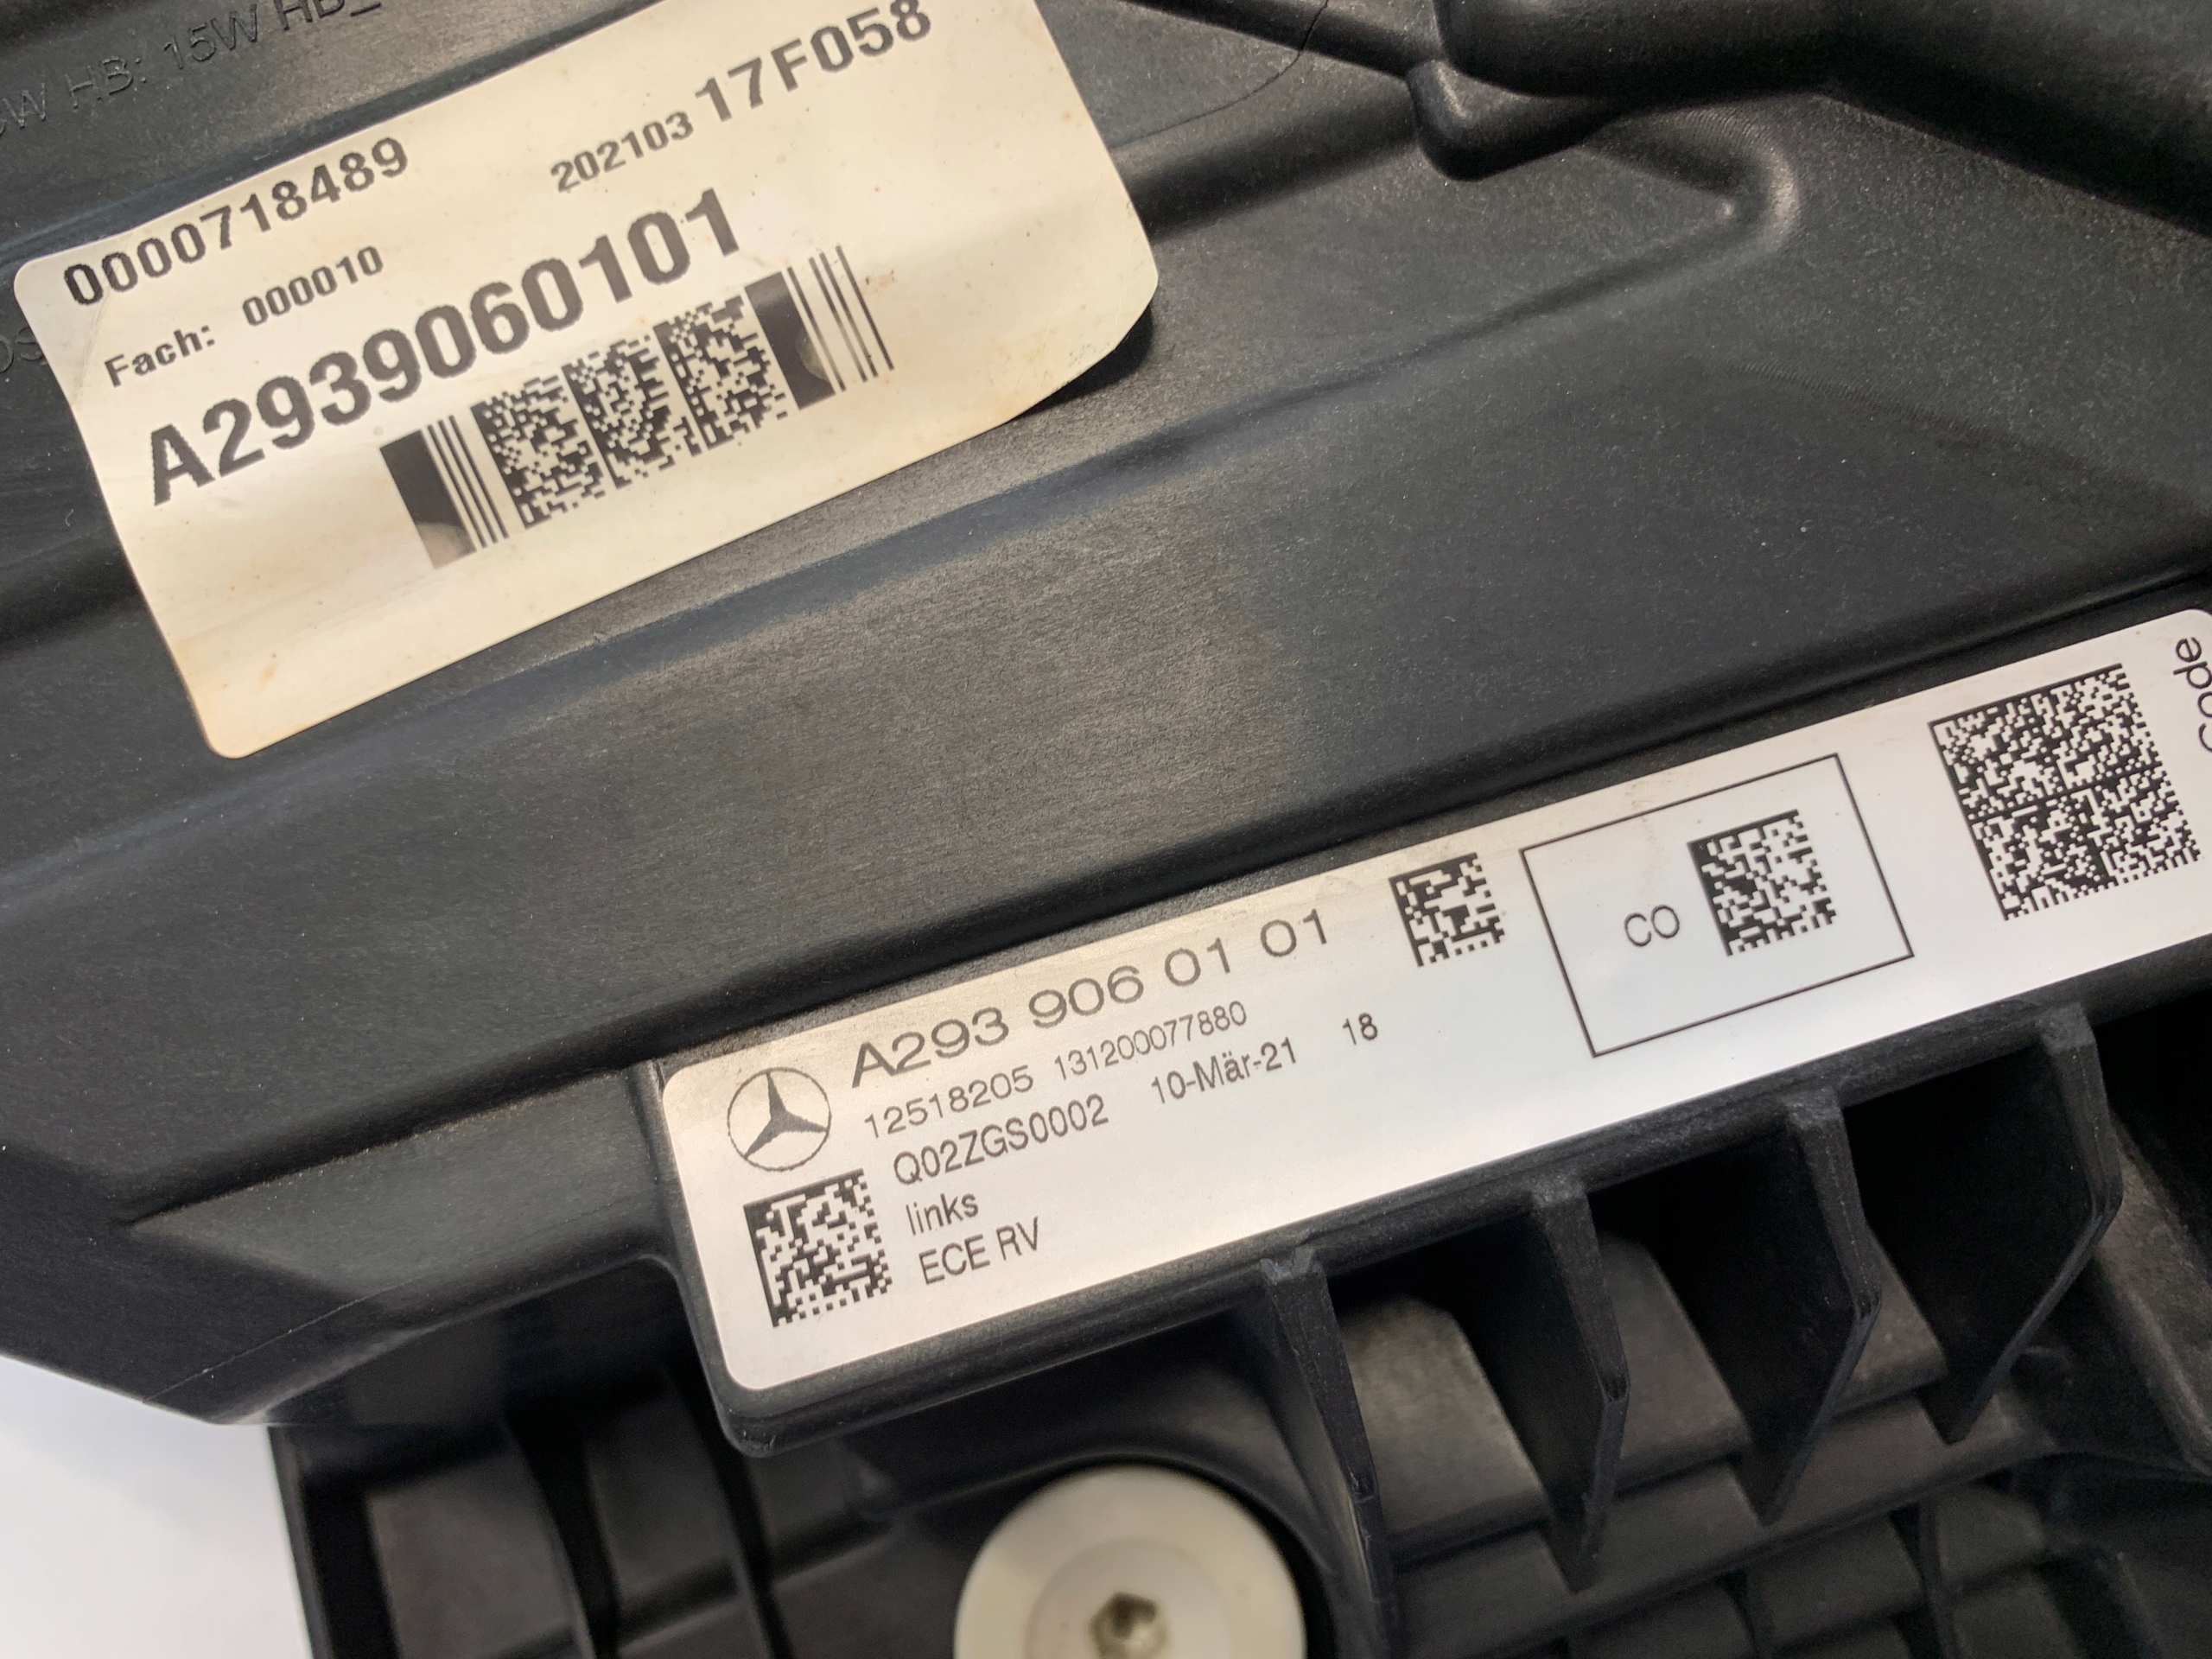 W HB: 15W HB_
0000718489
202103 17F058
Fach: 000010
A2939060101
A293 906 01 01
12518205 131200077880
Q02ZGS0002 10-Mär-21 18
links
ECE RV
CO
Code